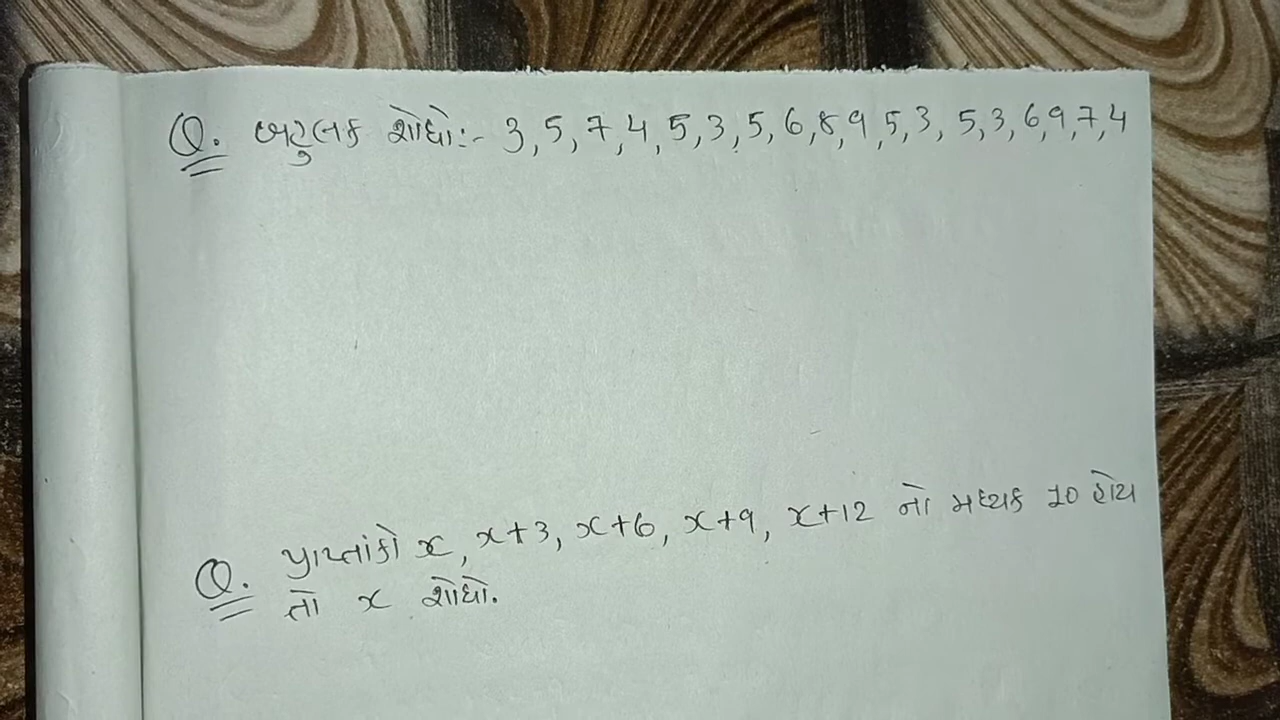 Q. બહુલક શોધો:- 3, 5, 7, 4, 5, 3, 5, 6, 8, 9, 5, 3, 5, 3, 6, 9, 7, 4
Q. પ્રાપ્તાંકો x, x+3, x+6, x+9, x+12 નો મધ્યક 10 હોય
તો x શોધો.